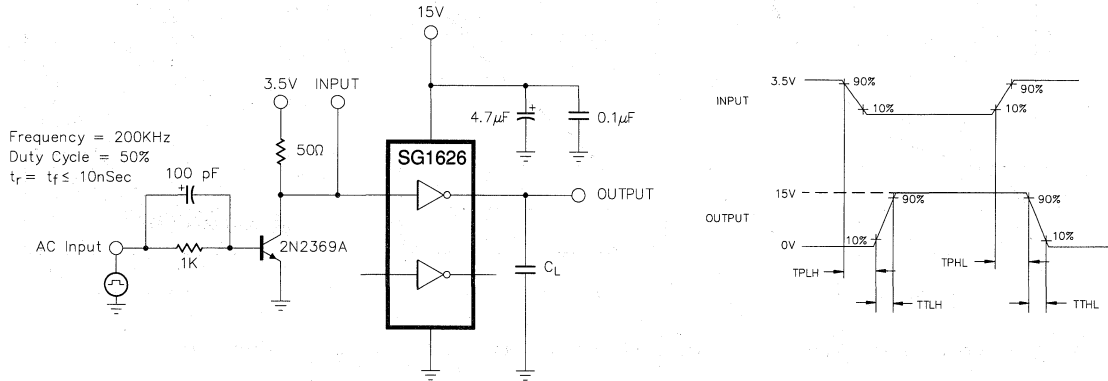 15V
3.5V INPUT
4.7µF
+
0.1µF
Frequency = 200KHz
Duty Cycle = 50%
tr = tf ≤ 10nSec
50Ω
SG1626
100 pF
+
OUTPUT
AC Input
1K
2N2369A
CL
3.5V
90%
90%
INPUT
10%
10%
15V
90%
90%
OUTPUT
10%
10%
0V
TPLH
TPHL
TTLH
TTHL